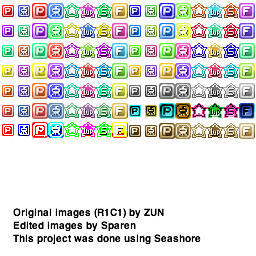 Original Images (R1C1) by ZUN
Edited Images by Sparen
This project was done using Seashore